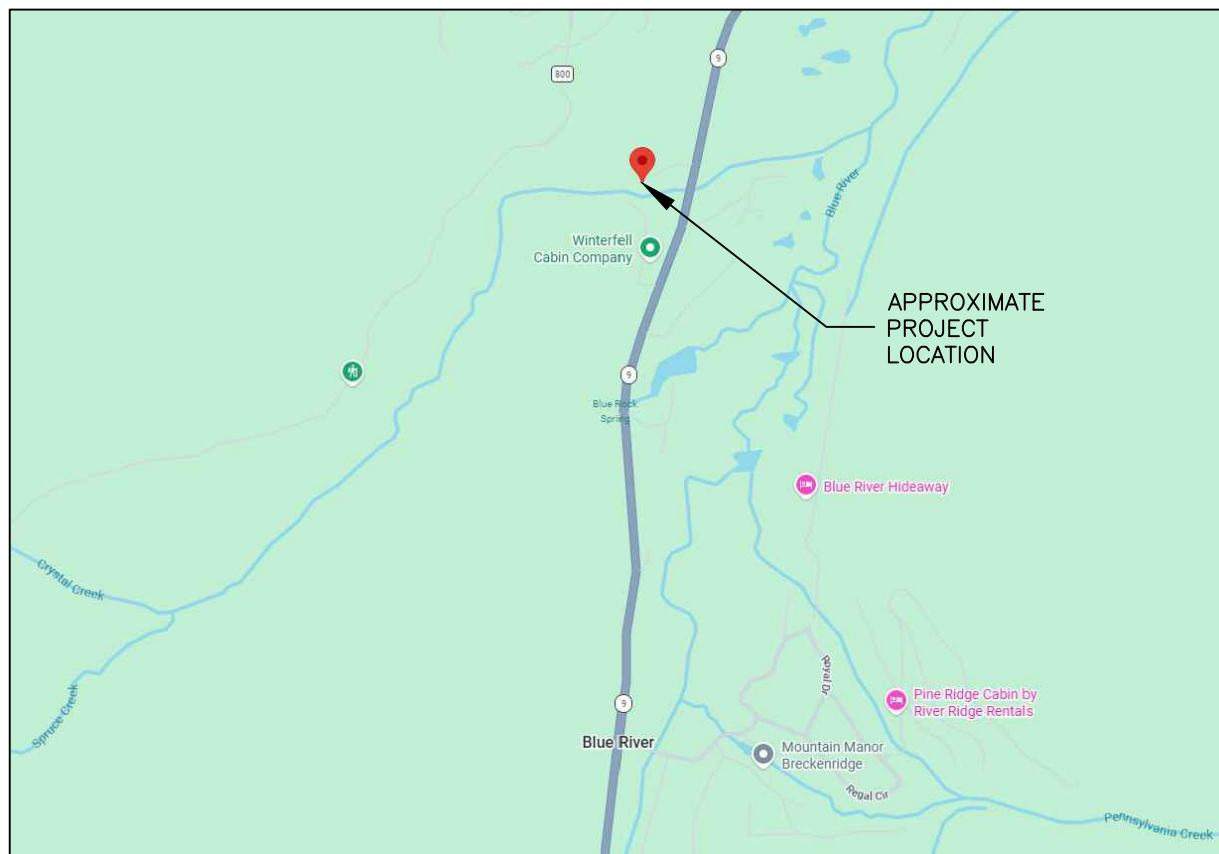 9
800
Blue River
Winterfell
Cabin Company
APPROXIMATE
PROJECT
LOCATION
9
Blue Rock
Spring
Blue River Hideaway
Crystal Creek
Spruce Creek
Royal Dr
Pine Ridge Cabin by
River Ridge Rentals
9
Blue River
Mountain Manor
Breckenridge
Regal Cir
Pennsylvania Creek